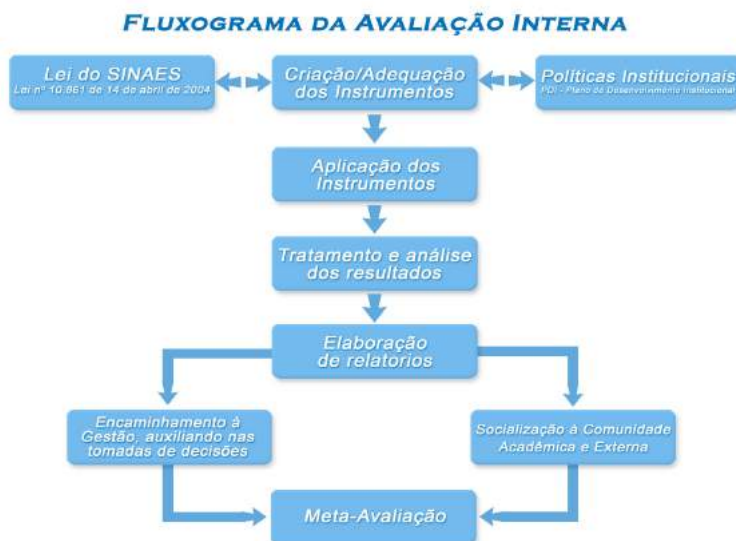 FLUXOGRAMA DA AVALIAÇÃO INTERNA
Lei do SINAES
Lei nº 10.861 de 14 de abril de 2004
Criação/Adequação
dos Instrumentos
Políticas Institucionais
PDI - Plano de Desenvolvimento Institucional
Aplicação dos
Instrumentos
Tratamento e análise
dos resultados
Elaboração
de relatorios
Encaminhamento à
Gestão, auxiliando nas
tomadas de decisões
Socialização à Comunidade
Acadêmica e Externa
Meta-Avaliação